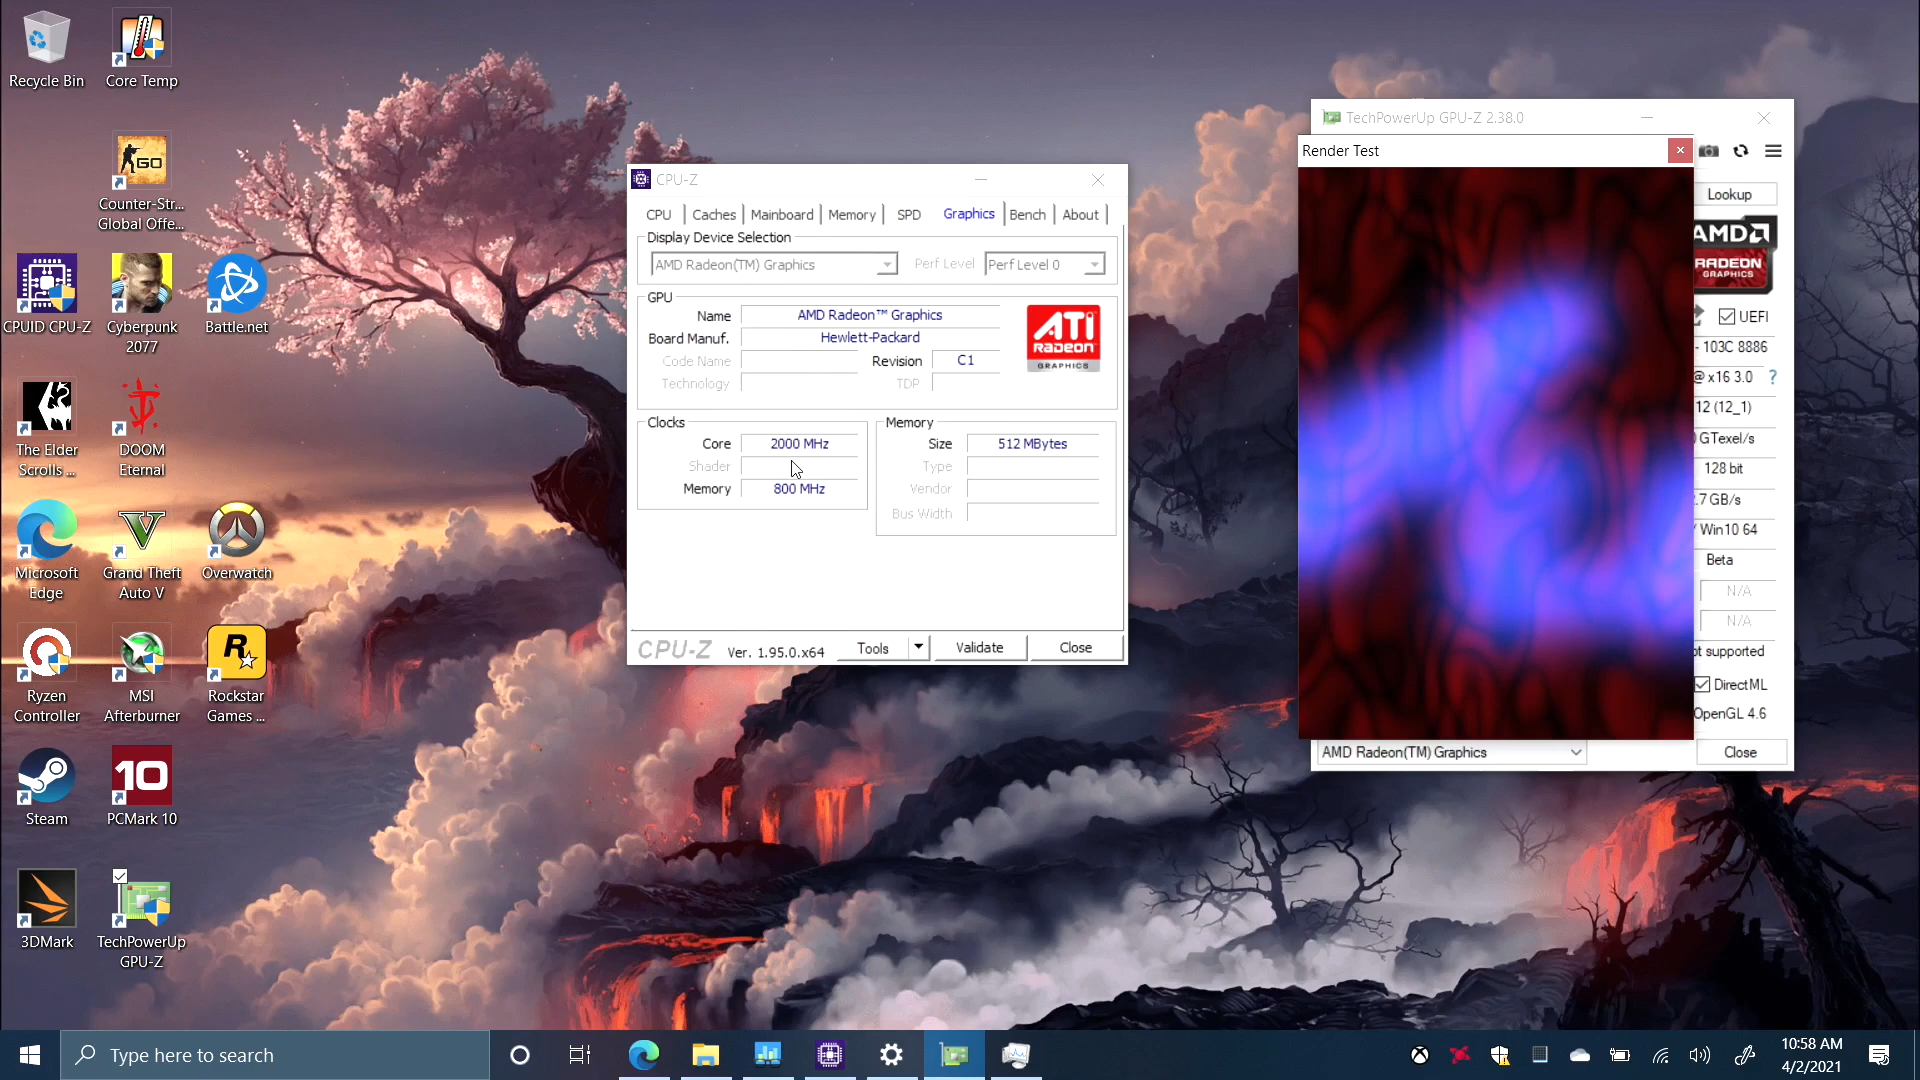 Recycle Bin
Core Temp
GO
Counter-Str...
Global Offe...
CPUID CPU-Z
Cyberpunk
2077
Battle.net
The Elder
Scrolls ...
DOOM
Eternal
Microsoft
Edge
V
Grand Theft
Auto V
Overwatch
Ryzen
Controller
MSI
Afterburner
R
Rockstar
Games ...
Steam
10
PCMark 10
3DMark
TechPowerUp
GPU-Z
CPU-Z
CPU
Caches
Mainboard
Memory
SPD
Graphics
Bench
About
Display Device Selection
AMD Radeon(TM) Graphics
Perf Level
Perf Level 0
GPU
Name
AMD Radeon™ Graphics
Board Manuf.
Hewlett-Packard
Code Name
Revision
C1
Technology
TDP
ATI
RADEON
GRAPHICS
Clocks
Core
2000 MHz
Shader
Memory
800 MHz
Memory
Size
512 MBytes
Type
Vendor
Bus Width
CPU-Z
Ver. 1.95.0.x64
Tools
Validate
Close
TechPowerUp GPU-Z 2.38.0
Render Test
Lookup
AMD
RADEON
GRAPHICS
UEFI
- 103C 8886
@ x16 3.0
?
12 (12_1)
GTexel/s
128 bit
.7 GB/s
/ Win10 64
Beta
N/A
N/A
ot supported
DirectML
OpenGL 4.6
AMD Radeon(TM) Graphics
Close
Type here to search
10:58 AM
4/2/2021